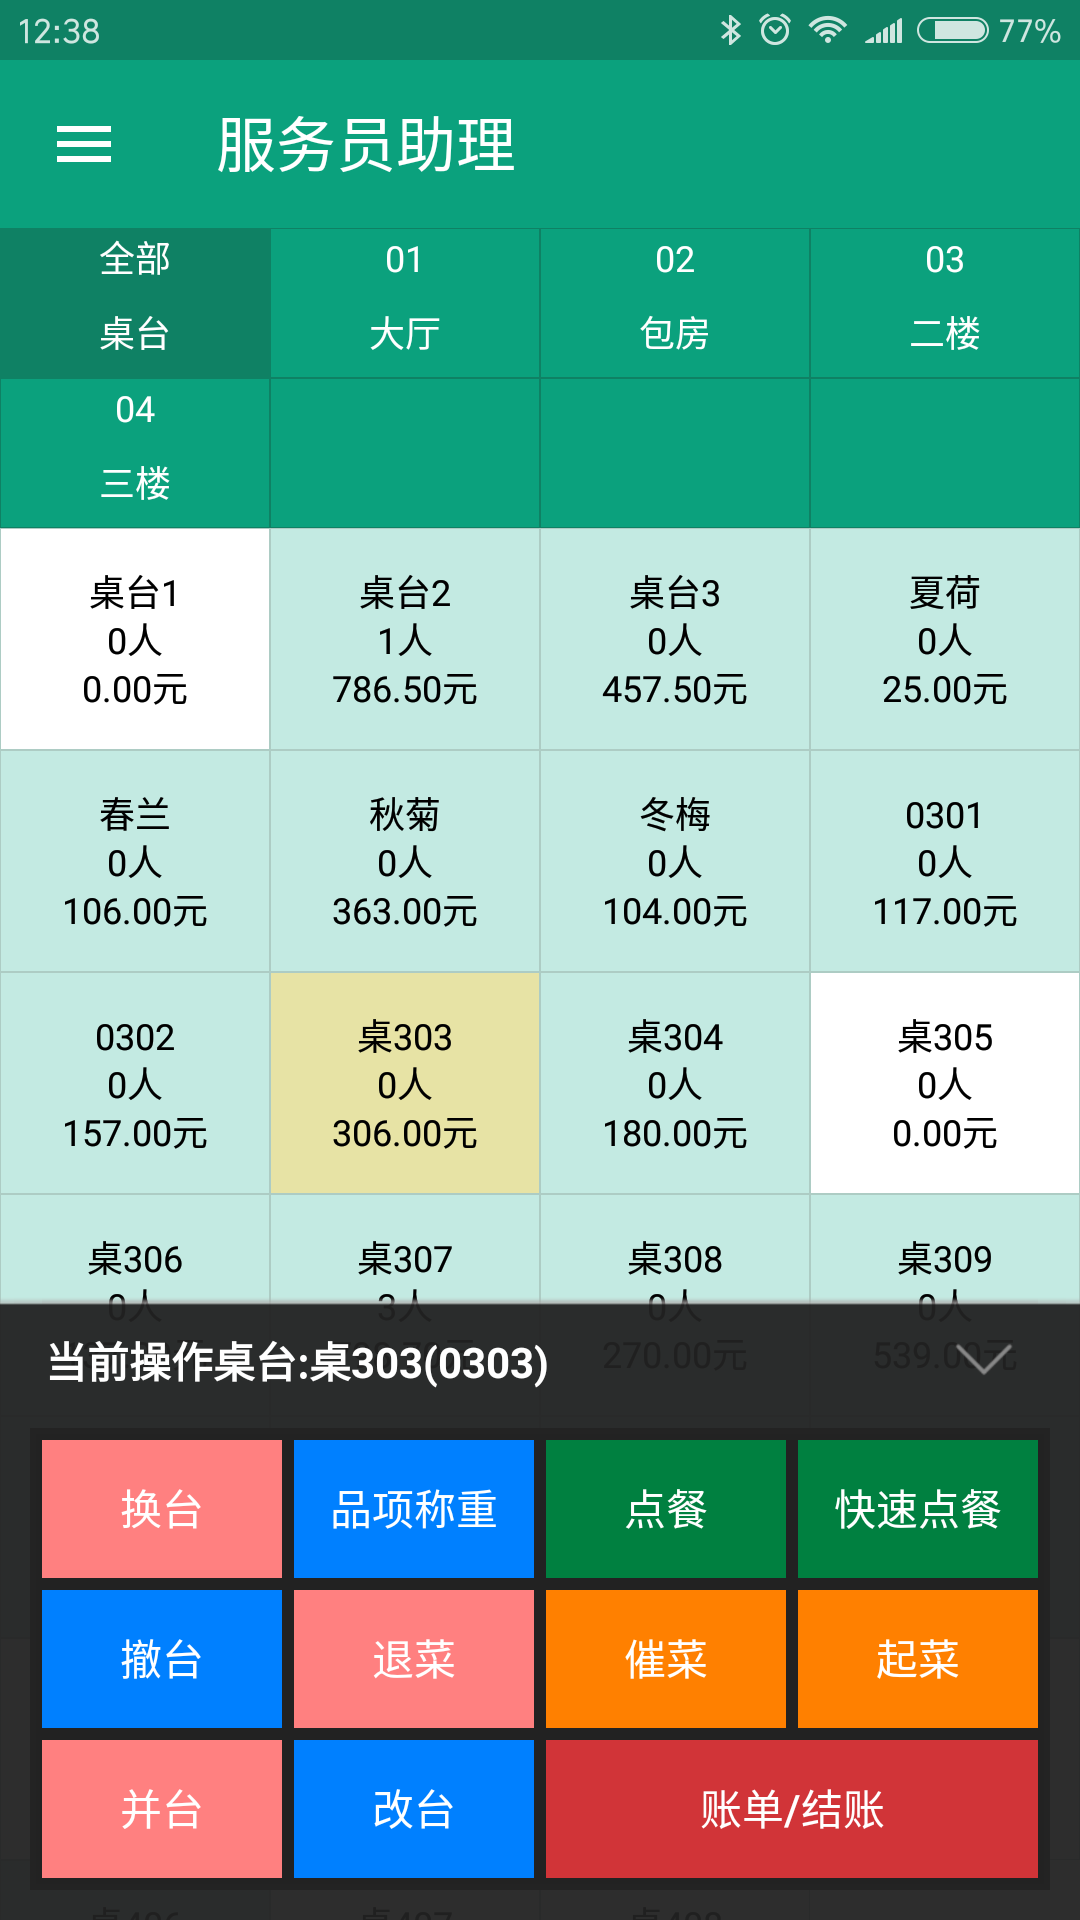 12:38 77%
服务员助理
全部 01 02 03
桌台 大厅 包房 二楼
04
三楼
桌台1 桌台2 桌台3 夏荷
0人 1人 0人 0人
0.00元 786.50元 457.50元 25.00元
春兰 秋菊 冬梅 0301
0人 0人 0人 0人
106.00元 363.00元 104.00元 117.00元
0302 桌303 桌304 桌305
0人 0人 0人 0人
157.00元 306.00元 180.00元 0.00元
桌306 桌307 桌308 桌309
0人 3人 0人 0人
270.00元 539.00元
当前操作桌台:桌303(0303)
换台 品项称重 点餐 快速点餐
撤台 退菜 催菜 起菜
并台 改台 账单/结账